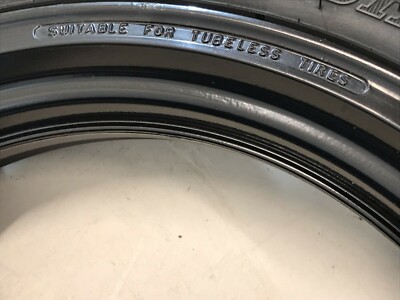 SUITABLE FOR TUBELESS TIRES